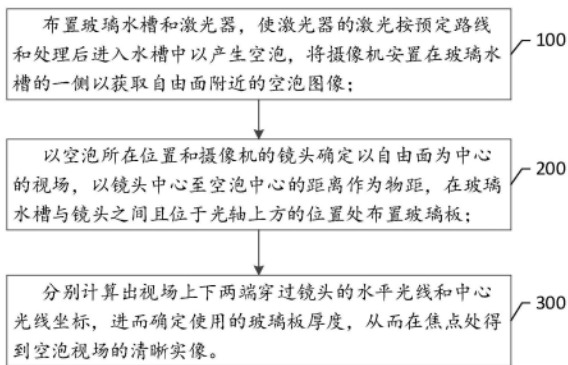 布置玻璃水槽和激光器，使激光器的激光按预定路线
和处理后进入水槽中以产生空泡，将摄像机安置在玻璃水
槽的一侧以获取自由面附近的空泡图像；
100
以空泡所在位置和摄像机的镜头确定以自由面为中心
的视场，以镜头中心至空泡中心的距离作为物距，在玻璃
水槽与镜头之间且位于光轴上方的位置处布置玻璃板；
200
分别计算出视场上下两端穿过镜头的水平光线和中心
光线坐标，进而确定使用的玻璃板厚度，从而在焦点处得
到空泡视场的清晰实像。
300